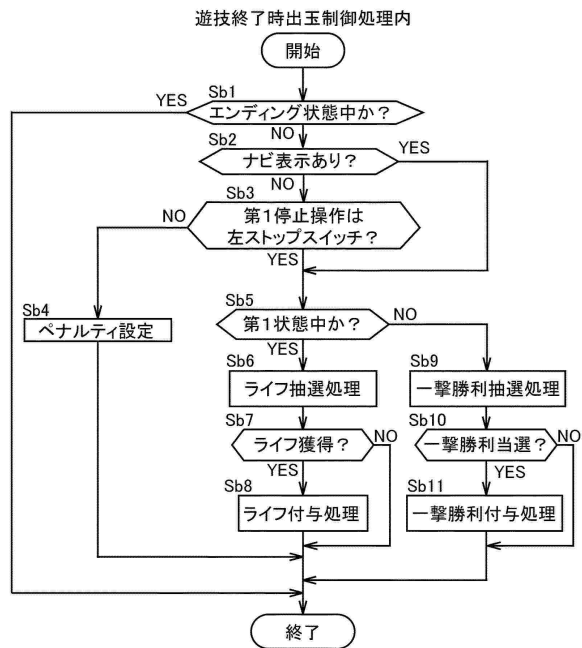 遊技終了時出玉制御処理内
開始
Sb1
YES
エンディング状態中か？
NO
Sb2
YES
ナビ表示あり？
NO
Sb3
NO
第1停止操作は
左ストップスイッチ？
YES
Sb4
ペナルティ設定
Sb5
NO
第1状態中か？
YES
Sb6
ライフ抽選処理
Sb9
一撃勝利抽選処理
Sb7
ライフ獲得？
NO
YES
Sb10
一撃勝利当選？
NO
YES
Sb8
ライフ付与処理
Sb11
一撃勝利付与処理
終了